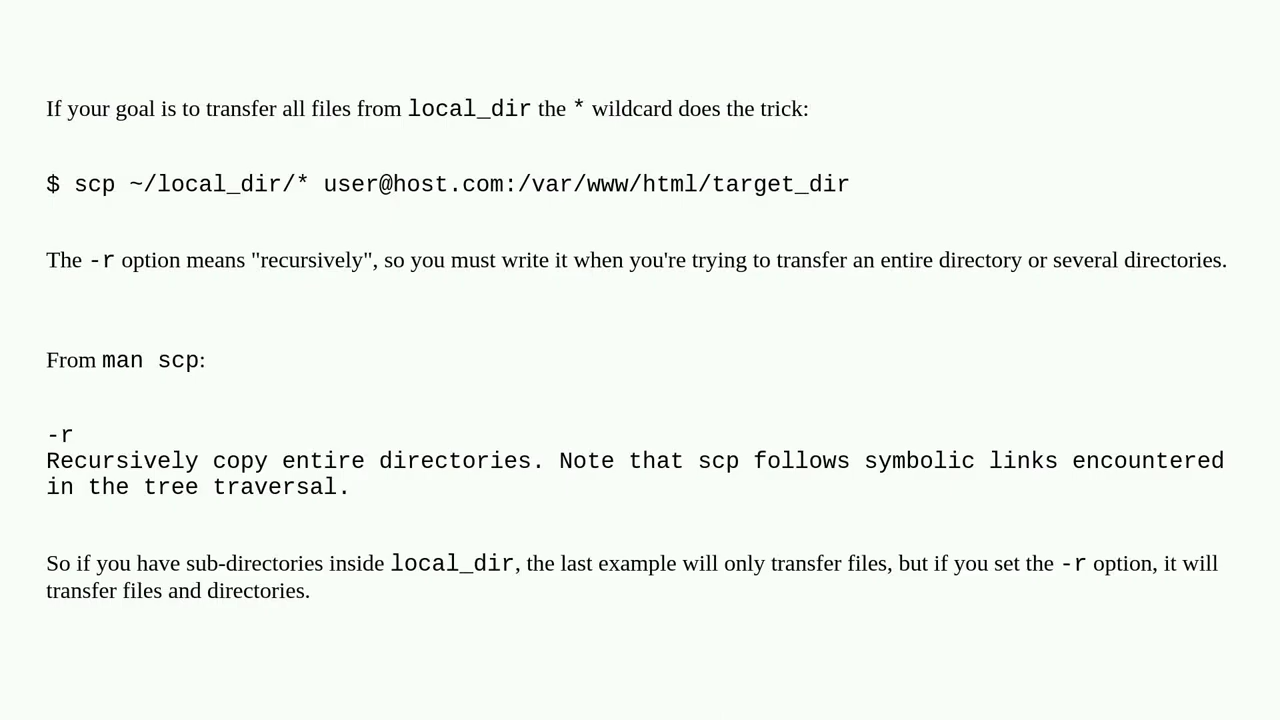 If your goal is to transfer all files from local_dir the * wildcard does the trick:
$ scp ~/local_dir/* user@host.com:/var/www/html/target_dir
The -r option means "recursively", so you must write it when you're trying to transfer an entire directory or several directories.
From man scp:
-r
Recursively copy entire directories. Note that scp follows symbolic links encountered
in the tree traversal.
So if you have sub-directories inside local_dir, the last example will only transfer files, but if you set the -r option, it will
transfer files and directories.